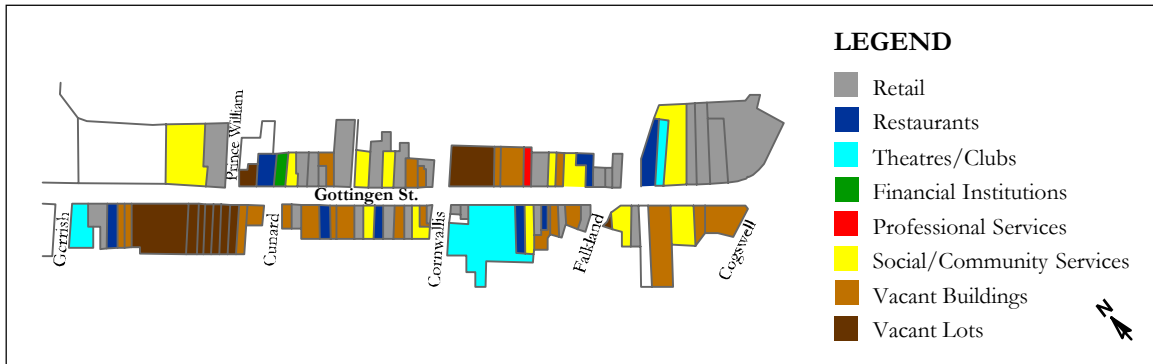 LEGEND
Retail
Restaurants
Theatres/Clubs
Financial Institutions
Professional Services
Social/Community Services
Vacant Buildings
Vacant Lots
N
Prince William
Gottingen St.
Gerrish
Cunard
Cornwallis
Falkland
Cogswell